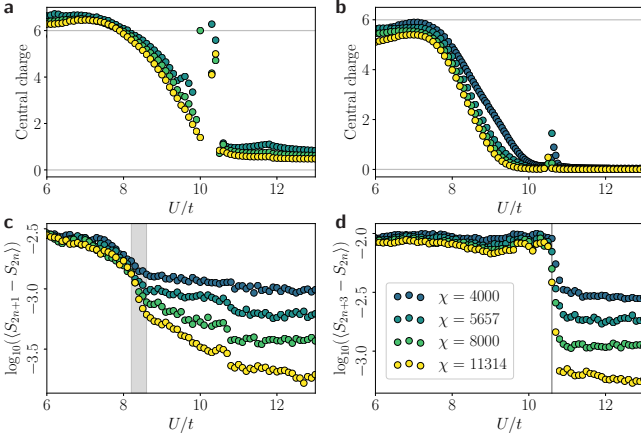 a
b
6
4
2
0
Central charge
6 8 10 12
U/t
6
4
2
0
Central charge
6 8 10 12
U/t
c
d
−2.5
−3.0
−3.5
log₁₀(⟨S₂ₙ₊₁ − S₂ₙ⟩)
6 8 10 12
U/t
−2.0
−2.5
−3.0
log₁₀(⟨S₂ₙ₊₃ − S₂ₙ⟩)
χ = 4000
χ = 5657
χ = 8000
χ = 11314
6 8 10 12
U/t